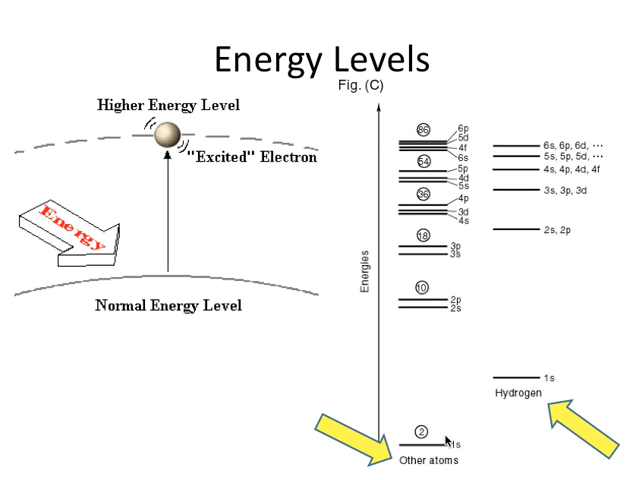 Energy Levels
Fig. (C)
Higher Energy Level
"Excited" Electron
Energy
Normal Energy Level
Energies
86
6p
5d
4f
6s
54
5p
4d
5s
36
4p
3d
4s
18
3p
3s
10
2p
2s
2
1s
Other atoms
6s, 6p, 6d, ···
5s, 5p, 5d, ···
4s, 4p, 4d, 4f
3s, 3p, 3d
2s, 2p
1s
Hydrogen